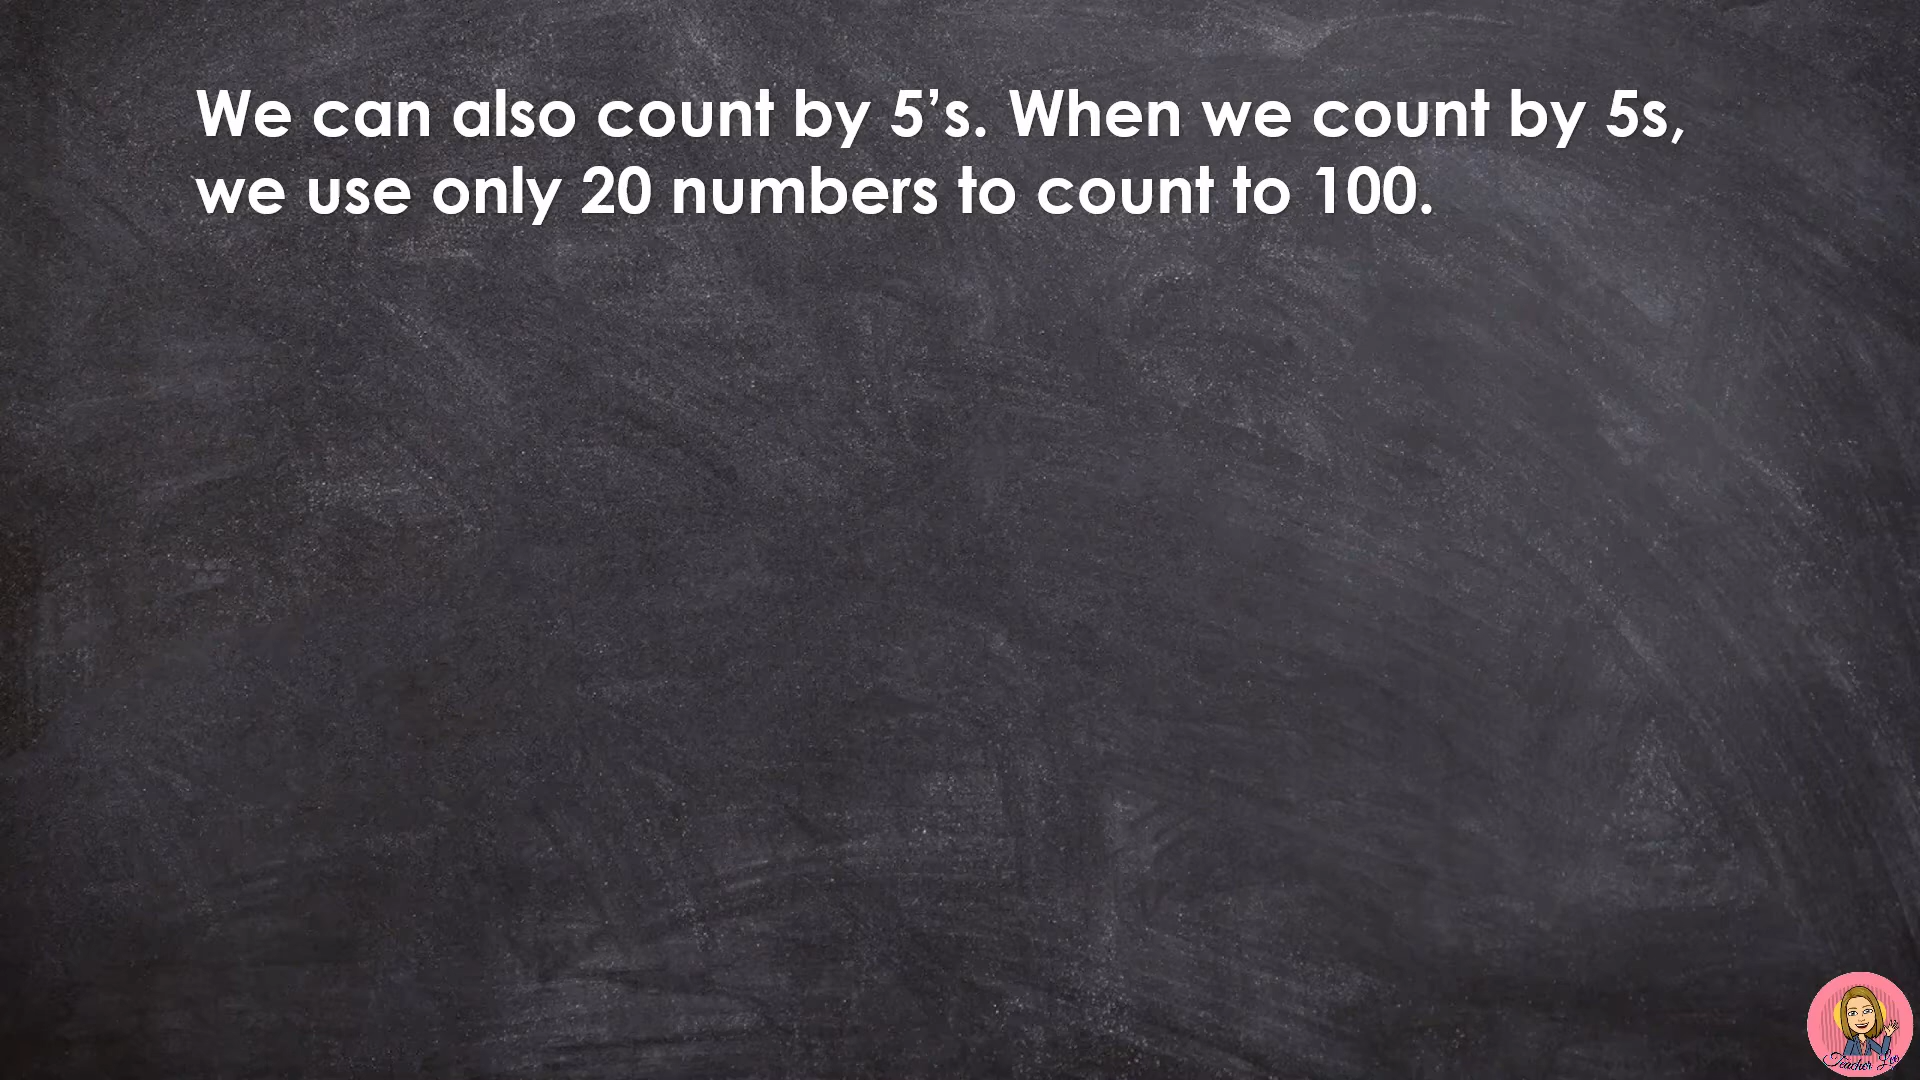 We can also count by 5’s. When we count by 5s,
we use only 20 numbers to count to 100.
Teacher